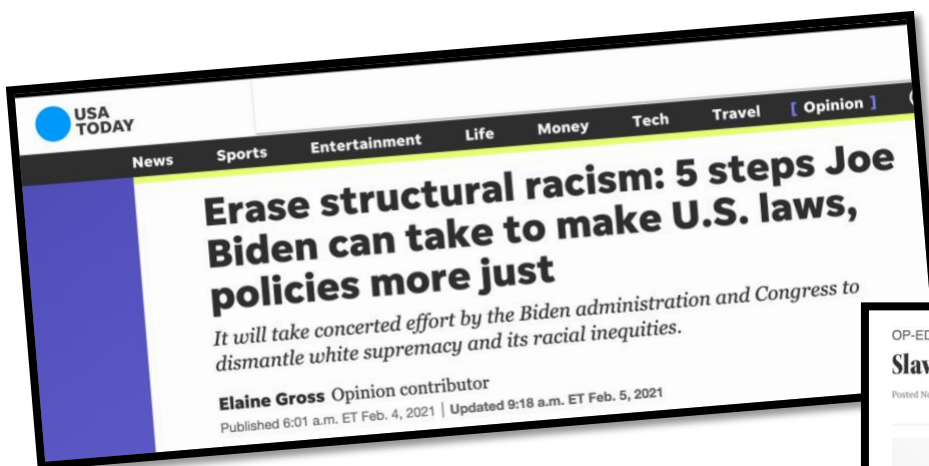 USA
TODAY
News Sports Entertainment Life Money Tech Travel [ Opinion ]
Erase structural racism: 5 steps Joe
Biden can take to make U.S. laws,
policies more just
It will take concerted effort by the Biden administration and Congress to
dismantle white supremacy and its racial inequities.
Elaine Gross Opinion contributor
Published 6:01 a.m. ET Feb. 4, 2021 | Updated 9:18 a.m. ET Feb. 5, 2021
OP-ED
Posted